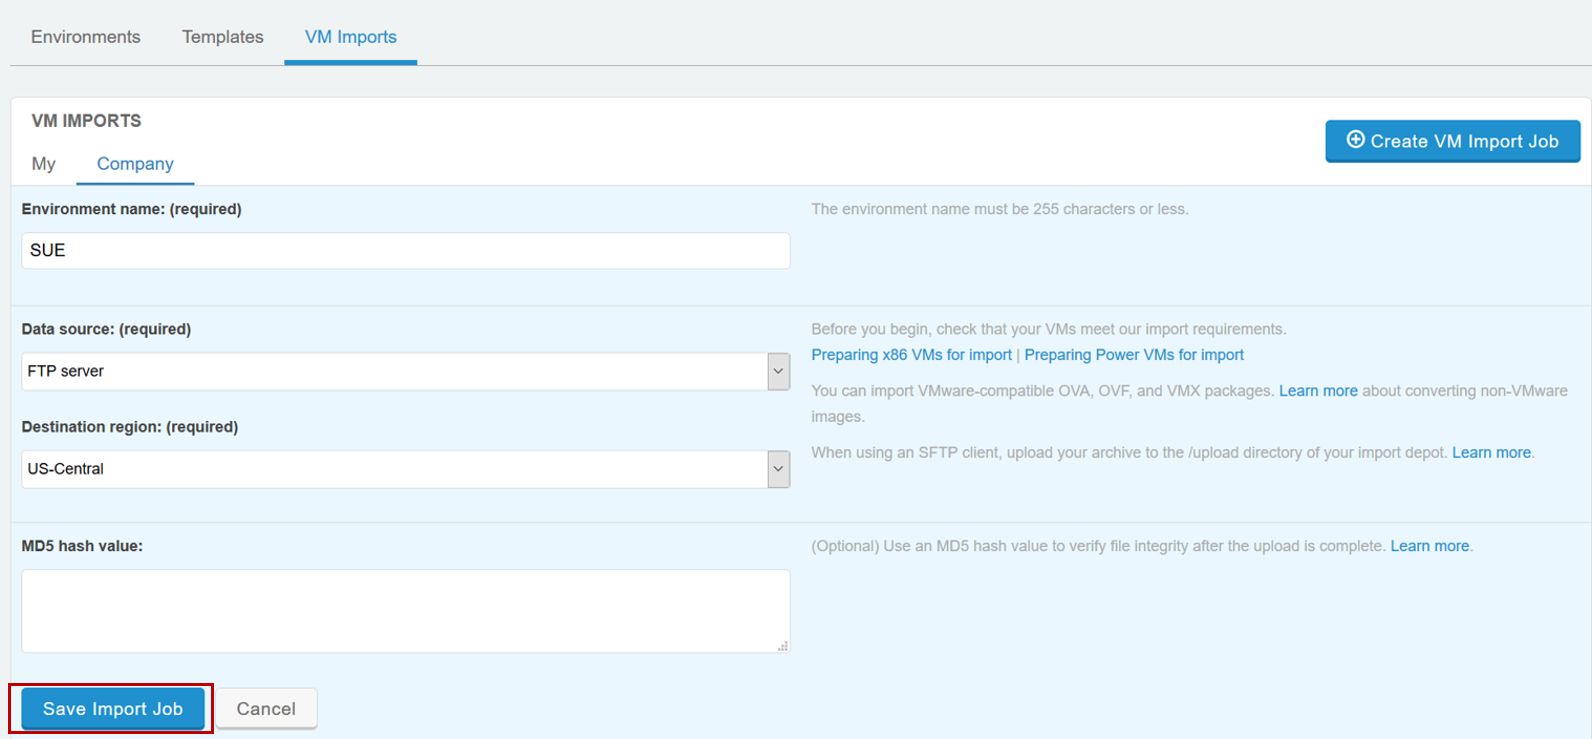 Environments Templates VM Imports
VM IMPORTS
Create VM Import Job
My Company
Environment name: (required)
The environment name must be 255 characters or less.
SUE
Data source: (required)
Before you begin, check that your VMs meet our import requirements.
Preparing x86 VMs for import | Preparing Power VMs for import
FTP server
You can import VMware-compatible OVA, OVF, and VMX packages. Learn more about converting non-VMware
images.
Destination region: (required)
When using an SFTP client, upload your archive to the /upload directory of your import depot. Learn more.
US-Central
MD5 hash value:
(Optional) Use an MD5 hash value to verify file integrity after the upload is complete. Learn more.
Save Import Job Cancel